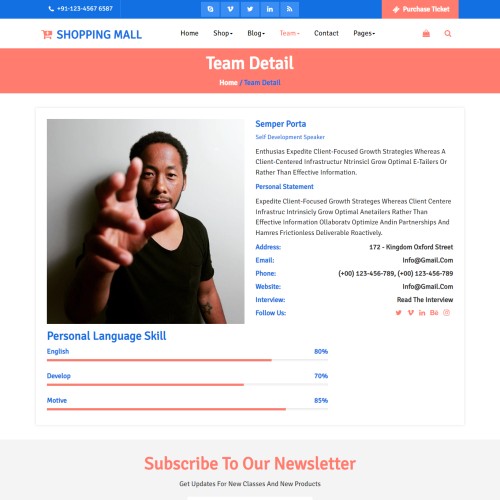 +91-123-4567 6587
Purchase Ticket
SHOPPING MALL
Home Shop Blog Team Contact Pages
Team Detail
Home / Team Detail
Semper Porta
Self Development Speaker
Enthusias Expedite Client-Focused Growth Strategies Whereas A
Client-Centered Infrastructur Ntrinsicl Grow Optimal E-Tailers Or
Rather Than Effective Information.
Personal Statement
Expedite Client-Focused Growth Strateges Whereas Client Centere
Infrastruc Intrinsicly Grow Optimal Anetailers Rather Than
Effective Information Ollaboratv Optimize Andin Partnerships And
Hamres Frictionless Deliverable Roactively.
Address: 172 - Kingdom Oxford Street
Email: Info@Gmail.Com
Phone: (+00) 123-456-789, (+00) 123-456-789
Website: Info@Gmail.Com
Interview: Read The Interview
Follow Us:
Personal Language Skill
English 80%
Develop 70%
Motive 85%
Subscribe To Our Newsletter
Get Updates For New Classes And New Products